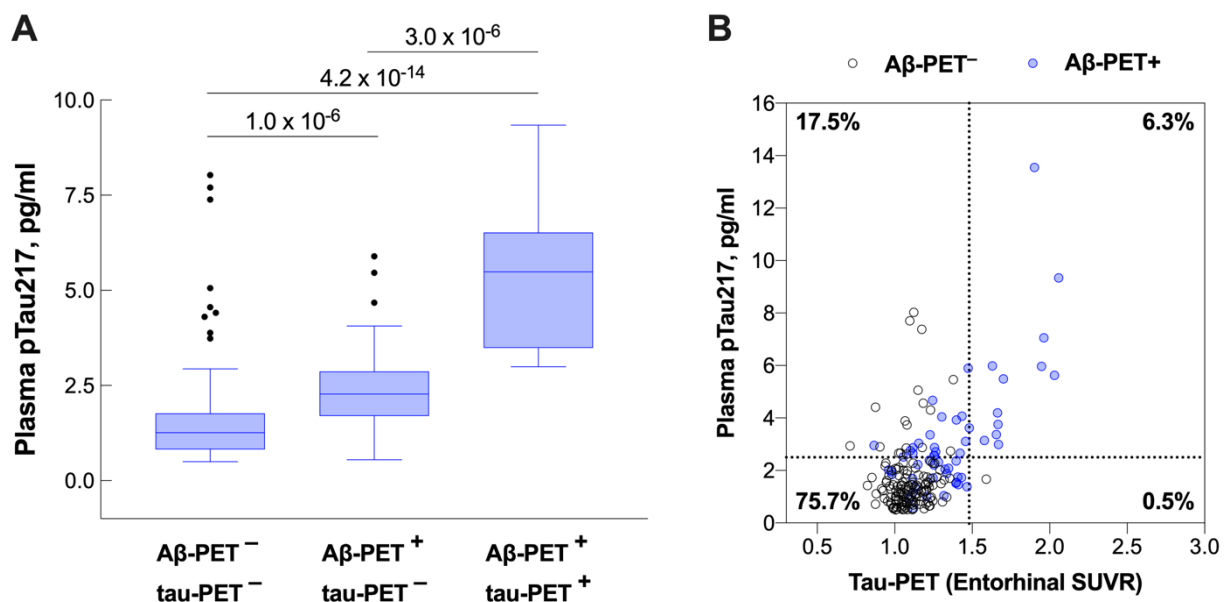 A
3.0 x 10⁻⁶
4.2 x 10⁻¹⁴
1.0 x 10⁻⁶
10.0
7.5
5.0
2.5
0.0
Plasma pTau217, pg/ml
Aβ-PET⁻
tau-PET⁻
Aβ-PET⁺
tau-PET⁻
Aβ-PET⁺
tau-PET⁺
B
Aβ-PET⁻
Aβ-PET+
17.5%
6.3%
75.7%
0.5%
16
14
12
10
8
6
4
2
0
Plasma pTau217, pg/ml
0.5 1.0 1.5 2.0 2.5 3.0
Tau-PET (Entorhinal SUVR)